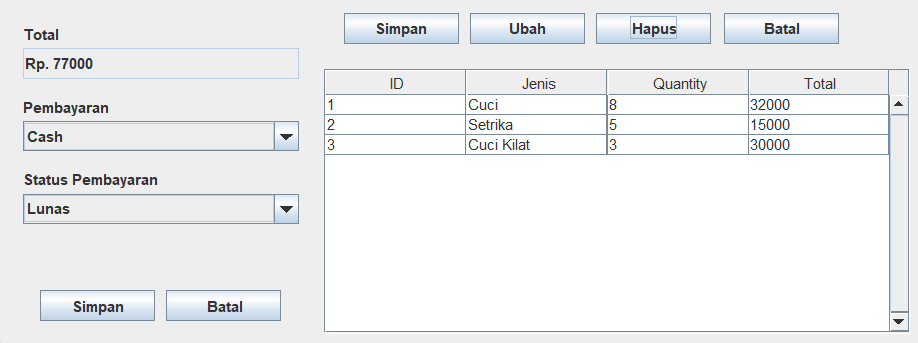 Total
Rp. 77000
Pembayaran
Cash
Status Pembayaran
Lunas
Simpan Batal
Simpan Ubah Hapus Batal
ID Jenis Quantity Total
1 Cuci 8 32000
2 Setrika 5 15000
3 Cuci Kilat 3 30000